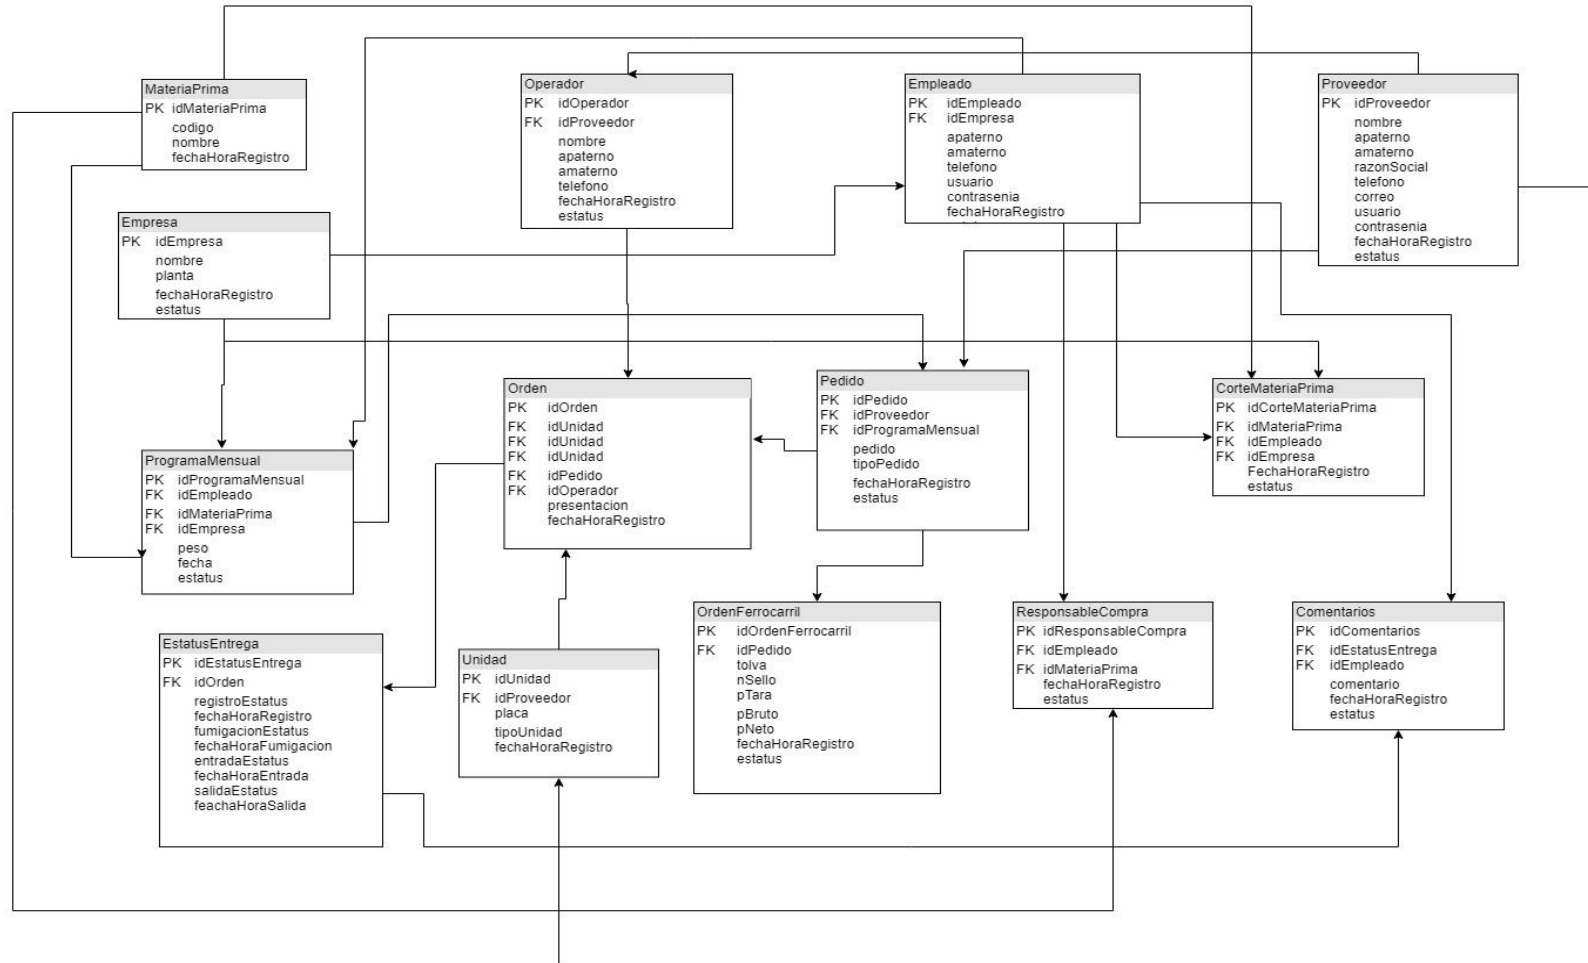 MateriaPrima
PK idMateriaPrima
codigo
nombre
fechaHoraRegistro
Operador
PK idOperador
FK idProveedor
nombre
apaterno
amaterno
telefono
fechaHoraRegistro
estatus
Empleado
PK idEmpleado
FK idEmpresa
apaterno
amaterno
telefono
usuario
contrasenia
fechaHoraRegistro
Proveedor
PK idProveedor
nombre
apaterno
amaterno
razonSocial
telefono
correo
usuario
contrasenia
fechaHoraRegistro
estatus
Empresa
PK idEmpresa
nombre
planta
fechaHoraRegistro
estatus
Orden
PK idOrden
FK idUnidad
FK idUnidad
FK idUnidad
FK idPedido
FK idOperador
presentacion
fechaHoraRegistro
Pedido
PK idPedido
FK idProveedor
FK idProgramaMensual
pedido
tipoPedido
fechaHoraRegistro
estatus
CorteMateriaPrima
PK idCorteMateriaPrima
FK idMateriaPrima
FK idEmpleado
FK idEmpresa
FechaHoraRegistro
estatus
ProgramaMensual
PK idProgramaMensual
FK idEmpleado
FK idMateriaPrima
FK idEmpresa
peso
fecha
estatus
EstatusEntrega
PK idEstatusEntrega
FK idOrden
registroEstatus
fechaHoraRegistro
fumigacionEstatus
fechaHoraFumigacion
entradaEstatus
fechaHoraEntrada
salidaEstatus
feachaHoraSalida
Unidad
PK idUnidad
FK idProveedor
placa
tipoUnidad
fechaHoraRegistro
OrdenFerrocarril
PK idOrdenFerrocarril
FK idPedido
tolva
nSello
pTara
pBruto
pNeto
fechaHoraRegistro
estatus
ResponsableCompra
PK idResponsableCompra
FK idEmpleado
FK idMateriaPrima
fechaHoraRegistro
estatus
Comentarios
PK idComentarios
FK idEstatusEntrega
FK idEmpleado
comentario
fechaHoraRegistro
estatus